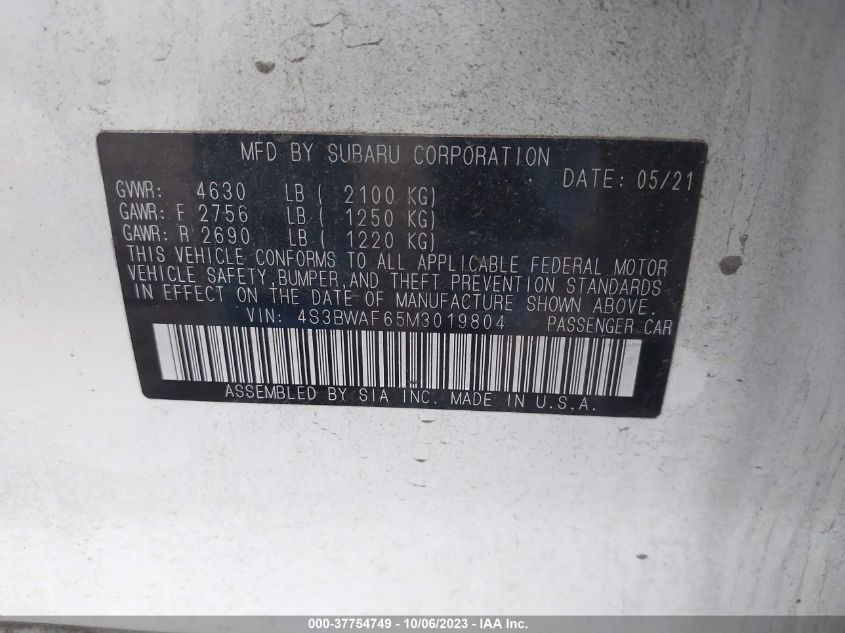 MFD BY SUBARU CORPORATION
DATE: 05/21
GVWR: 4630 LB ( 2100 KG)
GAWR: F 2756 LB ( 1250 KG)
GAWR: R 2690 LB ( 1220 KG)
THIS VEHICLE CONFORMS TO ALL APPLICABLE FEDERAL MOTOR
VEHICLE SAFETY,BUMPER,AND THEFT PREVENTION STANDARDS
IN EFFECT ON THE DATE OF MANUFACTURE SHOWN ABOVE.
VIN: 4S3BWAF65M3019804 PASSENGER CAR
ASSEMBLED BY SIA INC. MADE IN U.S.A.
000-37754749 - 10/06/2023 - IAA Inc.